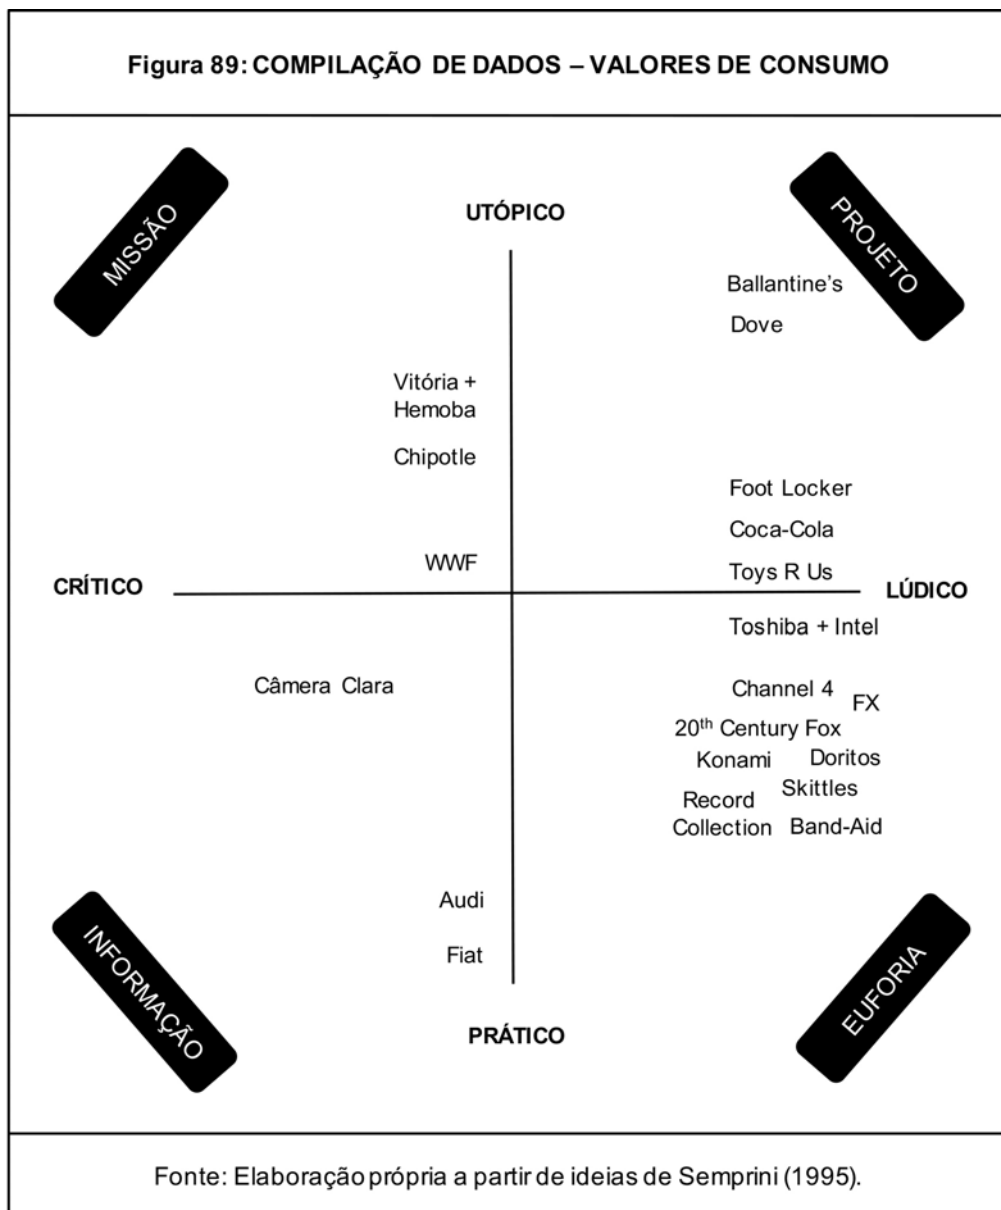 Figura 89: COMPILAÇÃO DE DADOS – VALORES DE CONSUMO
MISSÃO
UTÓPICO
PROJETO
Ballantine’s
Dove
Vitória +
Hemoba
Chipotle
Foot Locker
Coca-Cola
WWF
Toys R Us
CRÍTICO
LÚDICO
Toshiba + Intel
Câmera Clara
Channel 4
FX
20th Century Fox
Konami
Doritos
Skittles
Record
Collection
Band-Aid
Audi
Fiat
INFORMAÇÃO
EUFORIA
PRÁTICO
Fonte: Elaboração própria a partir de ideias de Semprini (1995).